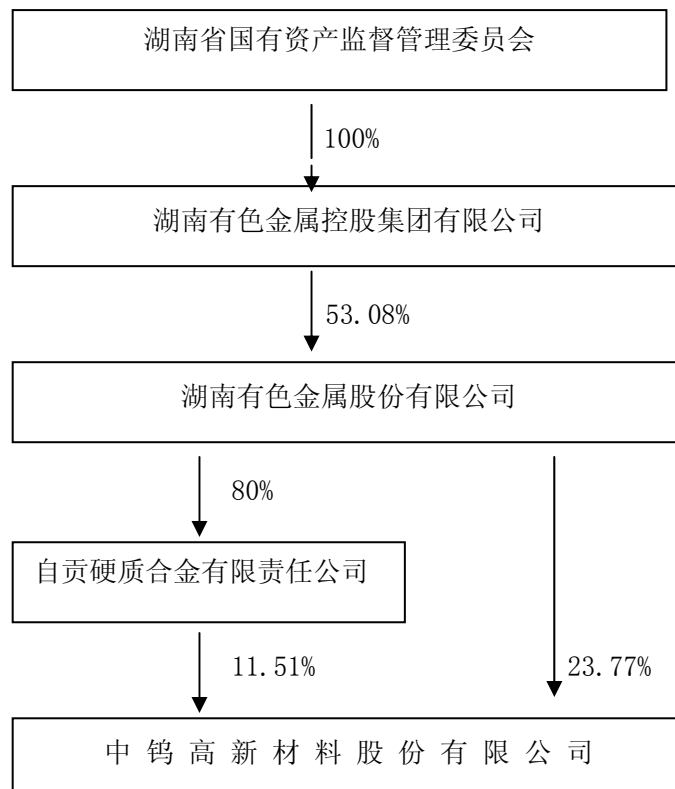 湖南省国有资产监督管理委员会
100%
湖南有色金属控股集团有限公司
53.08%
湖南有色金属股份有限公司
80%
自贡硬质合金有限责任公司
11.51%
23.77%
中钨高新材料股份有限公司